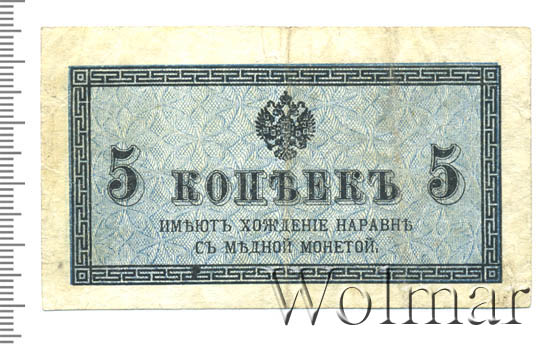 5 КОПѢЕКЪ 5
ИМѢЮТЪ ХОЖДЕНІЕ НАРАВНѢ
СЪ МѢДНОЙ МОНЕТОЙ.
Wolmar